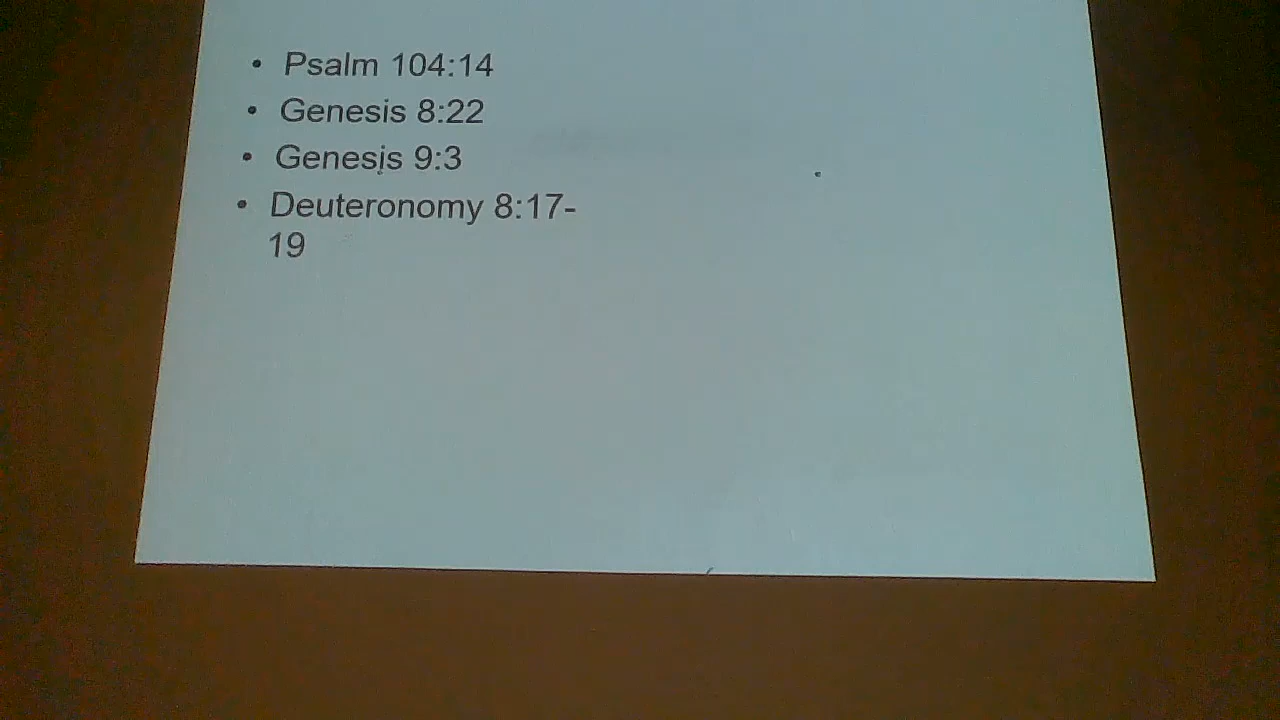 • Psalm 104:14
• Genesis 8:22
• Genesis 9:3
• Deuteronomy 8:17-
19